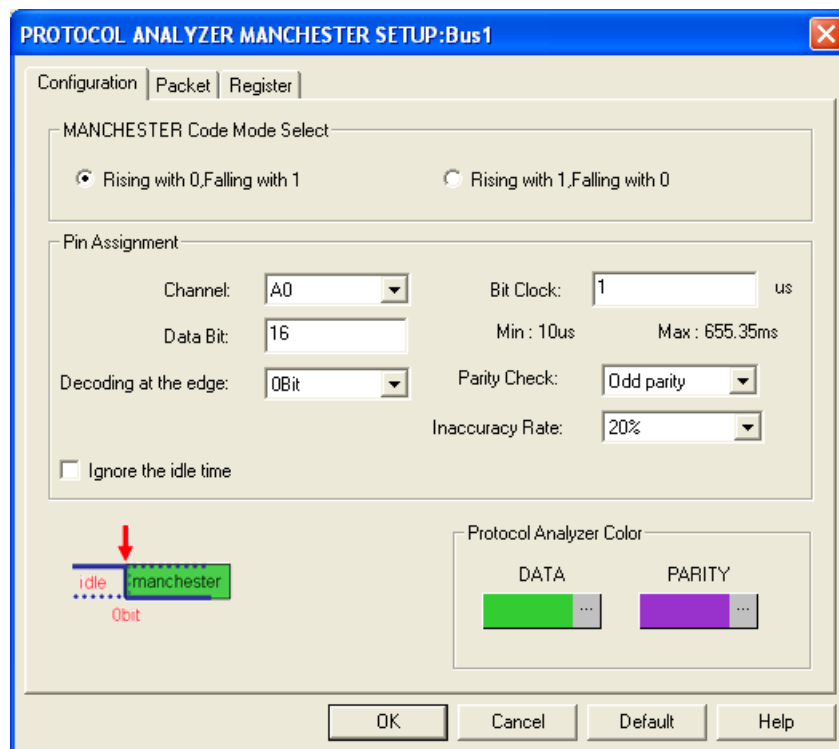 PROTOCOL ANALYZER MANCHESTER SETUP:Bus1
Configuration Packet Register
MANCHESTER Code Mode Select
Rising with 0,Falling with 1 Rising with 1,Falling with 0
Pin Assignment
Channel: A0 Bit Clock: 1 us
Data Bit: 16 Min : 10us Max : 655.35ms
Decoding at the edge: 0Bit Parity Check: Odd parity
Inaccuracy Rate: 20%
Ignore the idle time
Protocol Analyzer Color
idle manchester
0bit
DATA PARITY
... ...
OK Cancel Default Help